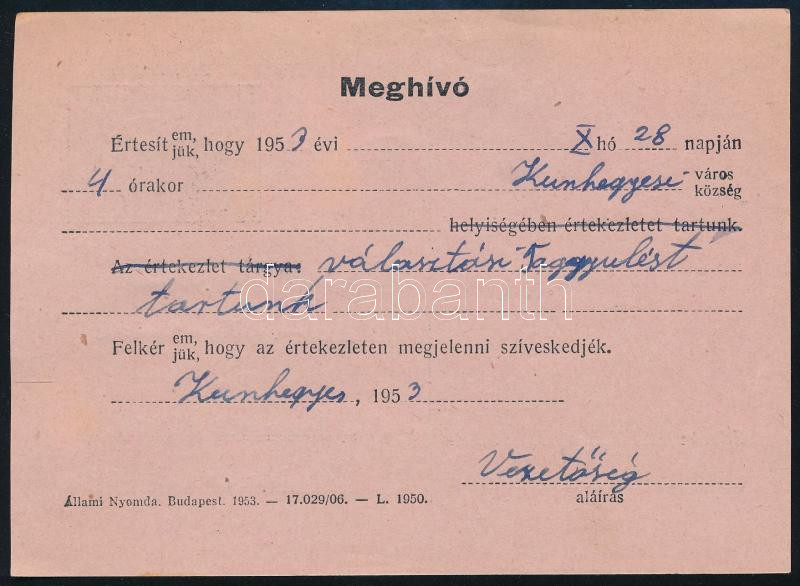 Meghívó
Értesít em, jük, hogy 1953 évi X hó 28 napján
4 órakor Kunhegyesi város község
helyiségében értekezletet tartunk.
Az értekezlet tárgya: választási Taggyulést
tartunk
darabanth
Felkér em, jük, hogy az értekezleten megjelenni szíveskedjék.
Kunhegyes, 1953
Vezetőség
Állami Nyomda. Budapest. 1953. — 17.029/06. — L. 1950. aláírás